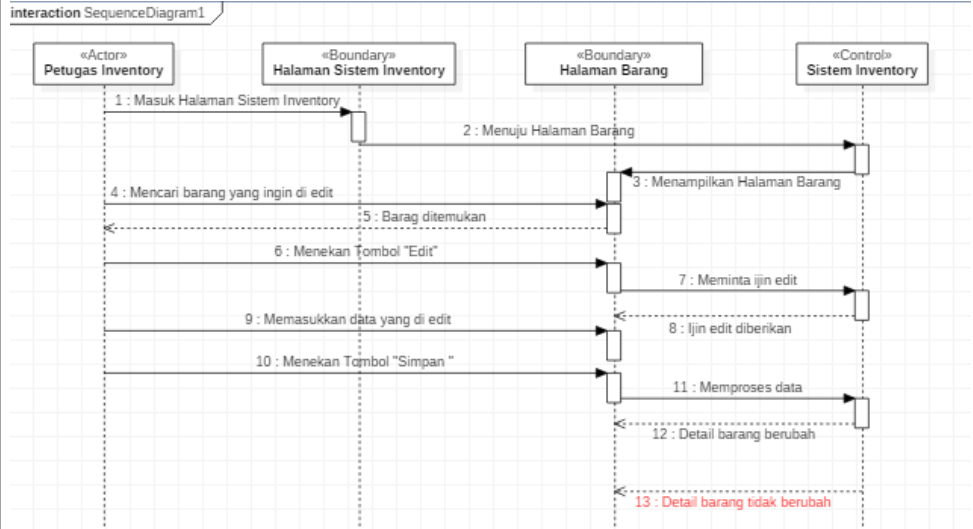 interaction SequenceDiagram1
«Actor»
Petugas Inventory
«Boundary»
Halaman Sistem Inventory
«Boundary»
Halaman Barang
«Control»
Sistem Inventory
1 : Masuk Halaman Sistem Inventory
2 : Menuju Halaman Barang
3 : Menampilkan Halaman Barang
4 : Mencari barang yang ingin di edit
5 : Barag ditemukan
6 : Menekan Tombol "Edit"
7 : Meminta ijin edit
8 : Ijin edit diberikan
9 : Memasukkan data yang di edit
10 : Menekan Tombol "Simpan "
11 : Memproses data
12 : Detail barang berubah
13 : Detail barang tidak berubah